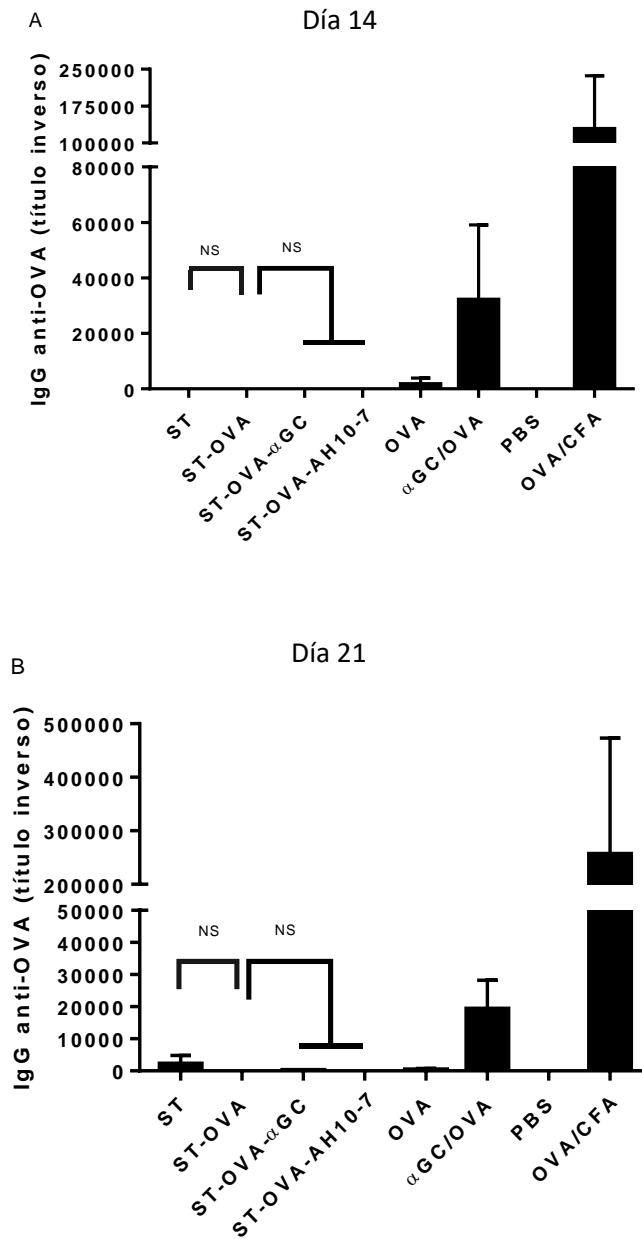 A
Día 14
IgG anti-OVA (título inverso)
250000
175000
100000
80000
60000
40000
20000
0
NS
NS
ST
ST-OVA
ST-OVA-αGC
ST-OVA-AH10-7
OVA
αGC/OVA
PBS
OVA/CFA
B
Día 21
IgG anti-OVA (título inverso)
500000
400000
300000
200000
50000
40000
30000
20000
10000
0
NS
NS
ST
ST-OVA
ST-OVA-αGC
ST-OVA-AH10-7
OVA
αGC/OVA
PBS
OVA/CFA